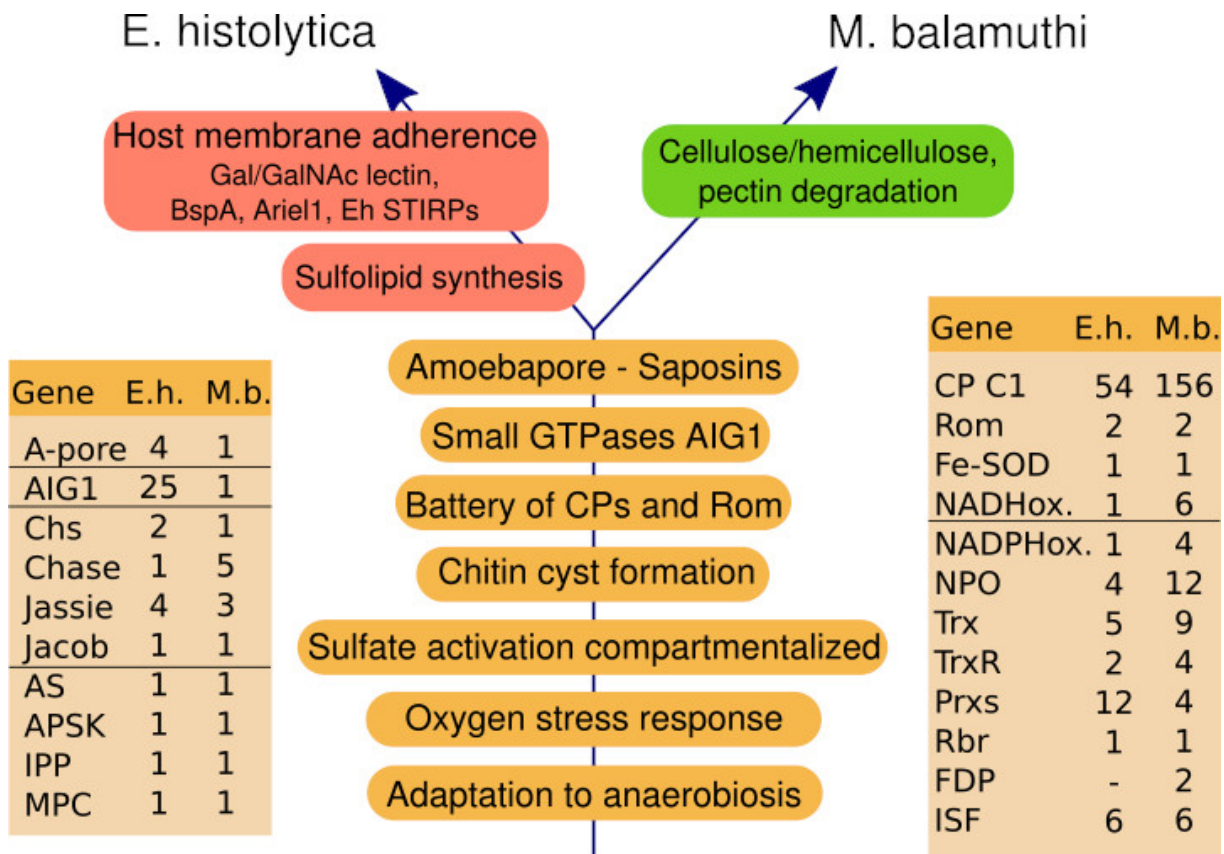 E. histolytica
M. balamuthi
Host membrane adherence
Gal/GalNAc lectin,
BspA, Ariel1, Eh STIRPs
Cellulose/hemicellulose,
pectin degradation
Sulfolipid synthesis
Amoebapore - Saposins
Small GTPases AIG1
Battery of CPs and Rom
Chitin cyst formation
Sulfate activation compartmentalized
Oxygen stress response
Adaptation to anaerobiosis
Gene E.h. M.b.
A-pore 4 1
AIG1 25 1
Chs 2 1
Chase 1 5
Jassie 4 3
Jacob 1 1
AS 1 1
APSK 1 1
IPP 1 1
MPC 1 1
Gene E.h. M.b.
CP C1 54 156
Rom 2 2
Fe-SOD 1 1
NADHox. 1 6
NADPHox. 1 4
NPO 4 12
Trx 5 9
TrxR 2 4
Prxs 12 4
Rbr 1 1
FDP - 2
ISF 6 6